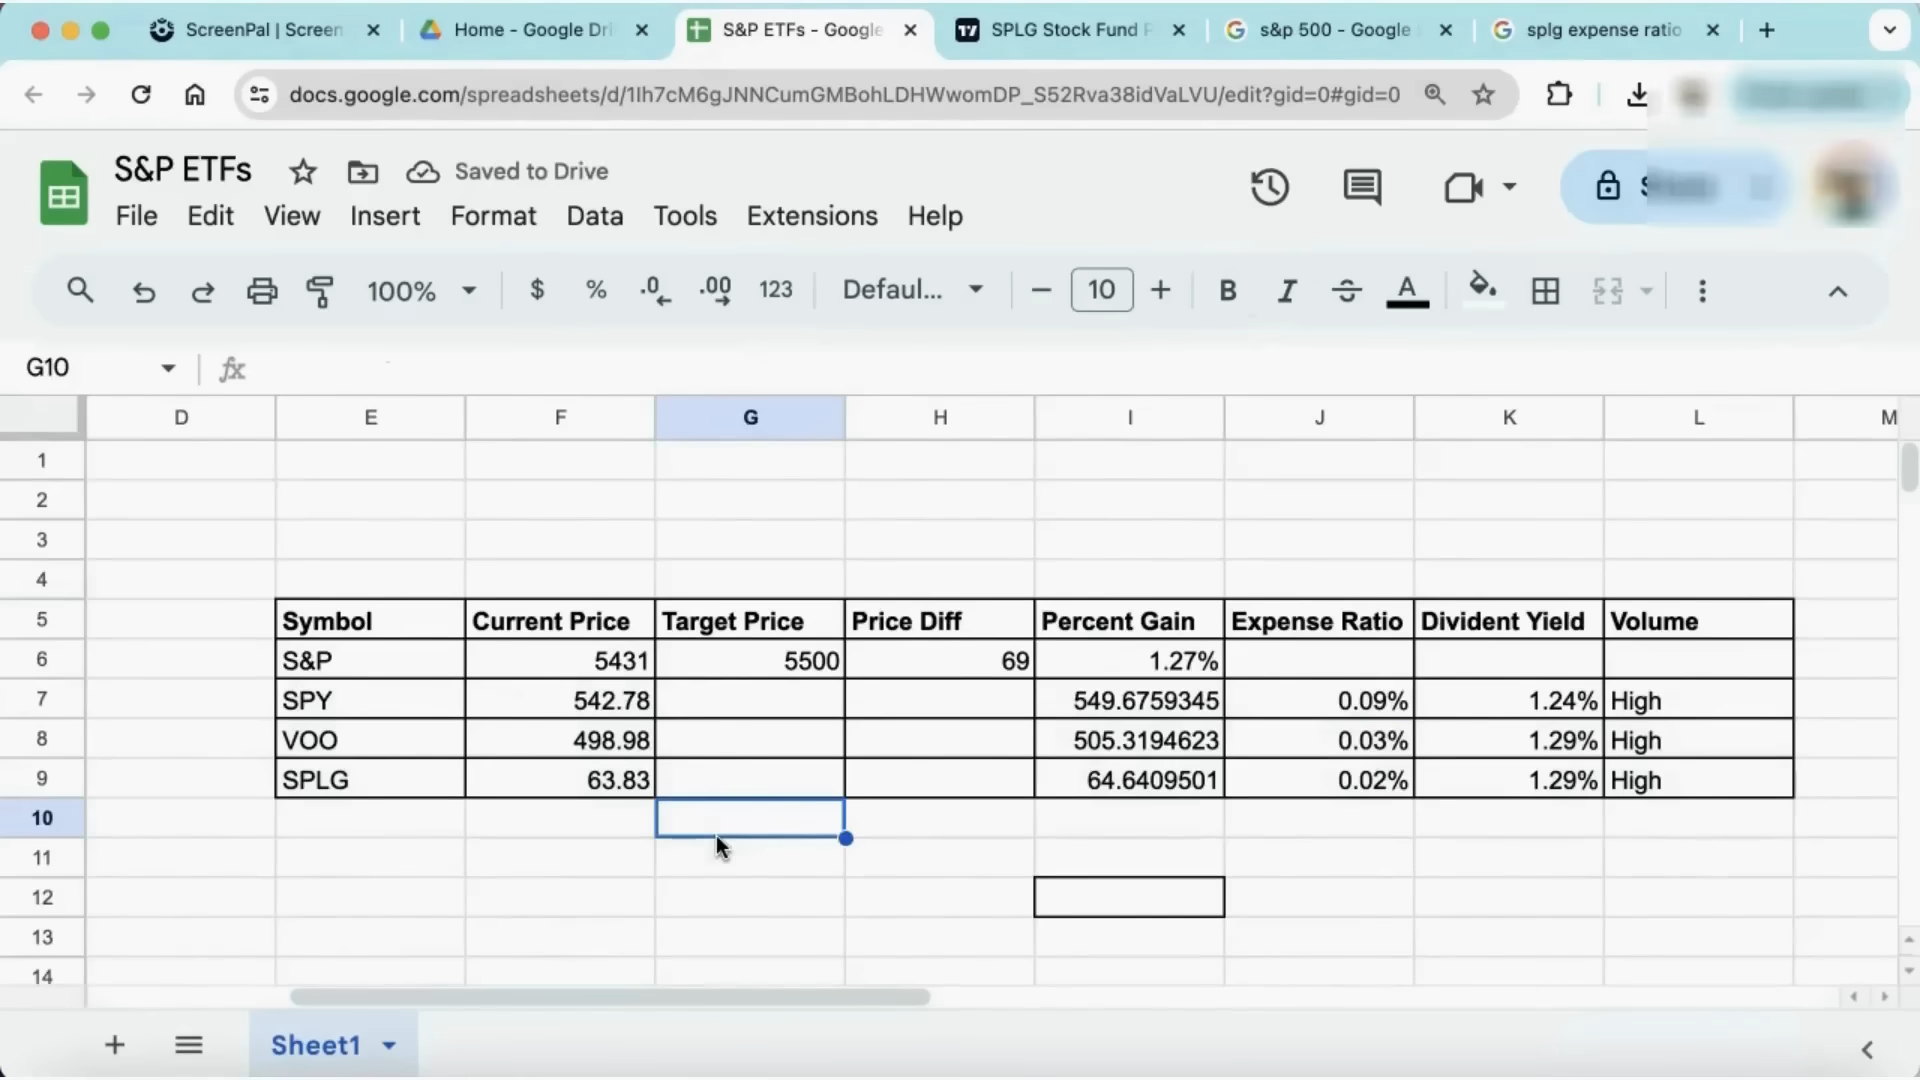 ScreenPal | Screen
Home - Google Dri
S&P ETFs - Google
SPLG Stock Fund P
s&p 500 - Google
splg expense ratio
docs.google.com/spreadsheets/d/1Ih7cM6gJNNCumGMBohLDHWwomDP_S52Rva38idVaLVU/edit?gid=0#gid=0
S&P ETFs
Saved to Drive
File Edit View Insert Format Data Tools Extensions Help
100% $ % .0 .00 123 Defaul... 10 B I S A
G10 fx
D E F G H I J K L M
1
2
3
4
5 Symbol Current Price Target Price Price Diff Percent Gain Expense Ratio Divident Yield Volume
6 S&P 5431 5500 69 1.27%
7 SPY 542.78 549.6759345 0.09% 1.24% High
8 VOO 498.98 505.3194623 0.03% 1.29% High
9 SPLG 63.83 64.6409501 0.02% 1.29% High
10
11
12
13
14
Sheet1